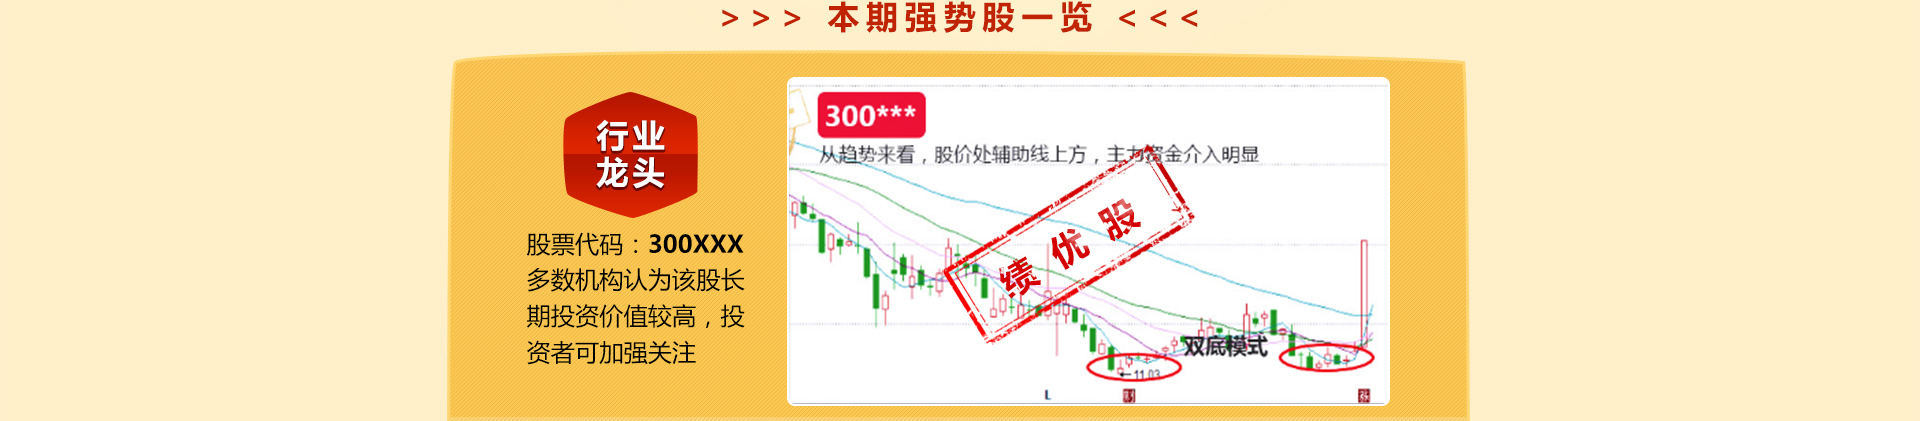 >>> 本期强势股一览 <<<
行业
龙头
股票代码：300XXX
多数机构认为该股长
期投资价值较高，投
资者可加强关注
300***
从趋势来看，股价处辅助线上方，主力资金介入明显
绩优股
双底模式
←11.03
L
财